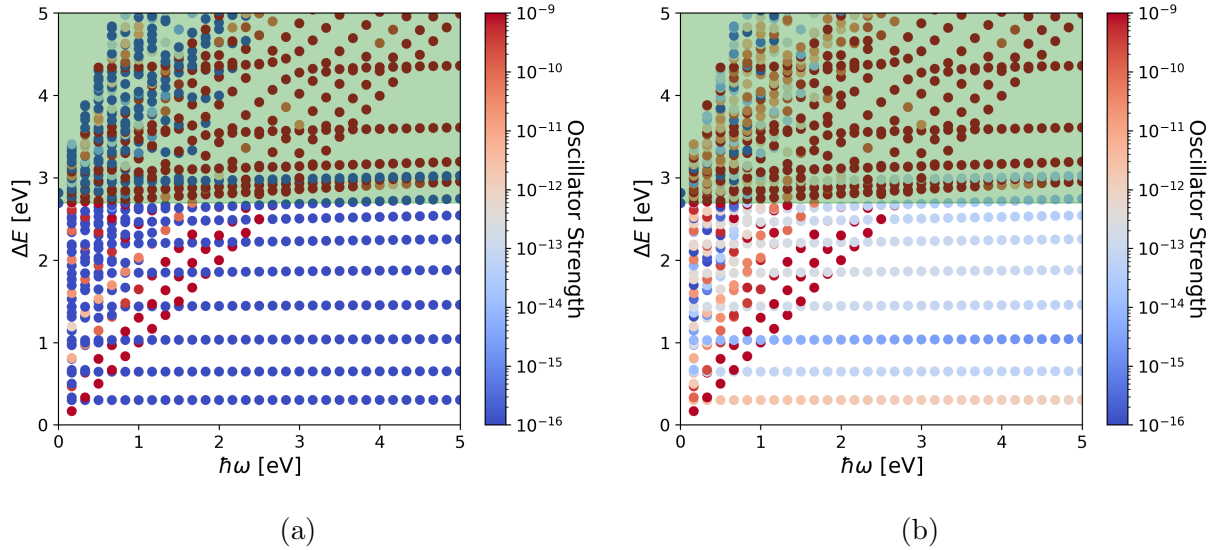 5
4
3
2
1
0
ΔE [eV]
0 1 2 3 4 5
ħω [eV]
10⁻⁹
10⁻¹⁰
10⁻¹¹
10⁻¹²
10⁻¹³
10⁻¹⁴
10⁻¹⁵
10⁻¹⁶
Oscillator Strength
(a)
5
4
3
2
1
0
ΔE [eV]
0 1 2 3 4 5
ħω [eV]
10⁻⁹
10⁻¹⁰
10⁻¹¹
10⁻¹²
10⁻¹³
10⁻¹⁴
10⁻¹⁵
10⁻¹⁶
Oscillator Strength
(b)